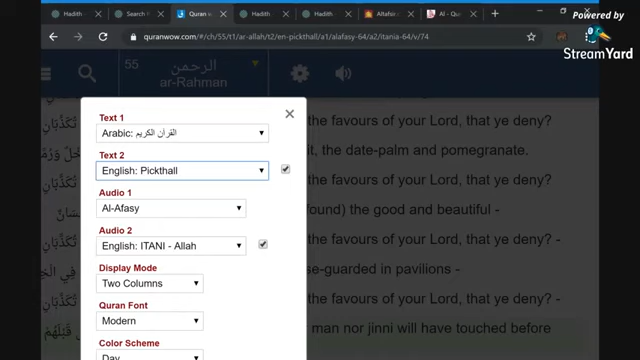 Hadith
Search
Quran wow
Hadith
Hadith
Hadith
Altafsi
Al - Qu
Powered by
StreamYard
quranwow.com/#/ch/55/t1/ar-allah/t2/en-pickthall/a1/alafasy-64/a2/itania-64/v/74
55
الرحمن
ar-Rahman
Text 1
Arabic: القرآن الكريم
Text 2
English: Pickthall
Audio 1
Al-Afasy
Audio 2
English: ITANI - Allah
Display Mode
Two Columns
Quran Font
Modern
Color Scheme
Day
the favours of your Lord, that ye deny?
تُكَذِّبَانِ
it, the date-palm and pomegranate.
the favours of your Lord, that ye deny?
تُكَذِّبَانِ
found) the good and beautiful -
the favours of your Lord, that ye deny?
تُكَذِّبَانِ
se-guarded in pavilions -
the favours of your Lord, that ye deny?
تُكَذِّبَانِ
man nor jinni will have touched before
قَبْلَهُمْ